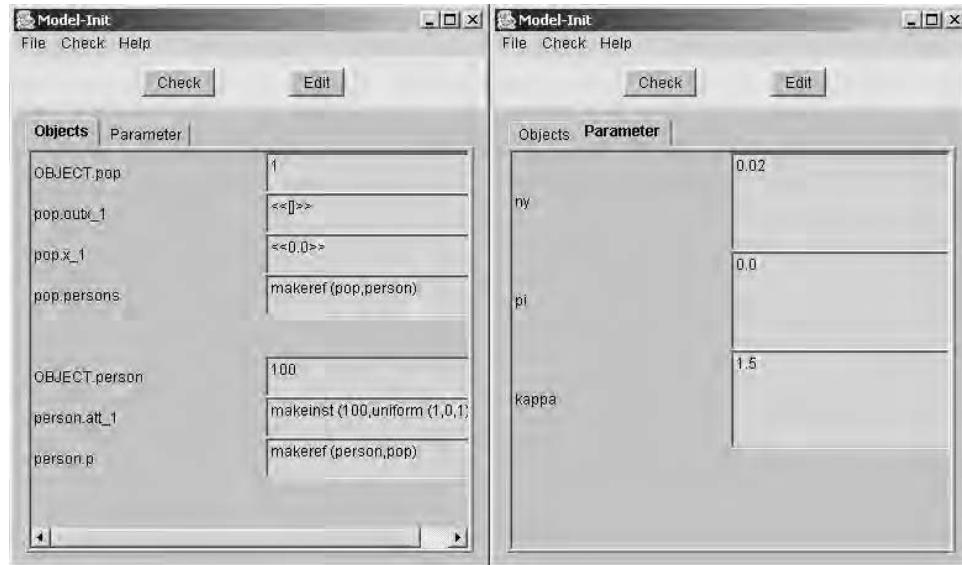 Model-Init
File Check Help
Check Edit
Objects Parameter
OBJECT.pop 1
pop.outx_1 <<[]>>
pop.x_1 <<0.0>>
pop.persons makeref (pop,person)
OBJECT.person 100
person.att_1 makeinst (100,uniform (1,0,1)
person.p makeref (person,pop)
Model-Init
File Check Help
Check Edit
Objects Parameter
ny 0.02
pi 0.0
kappa 1.5